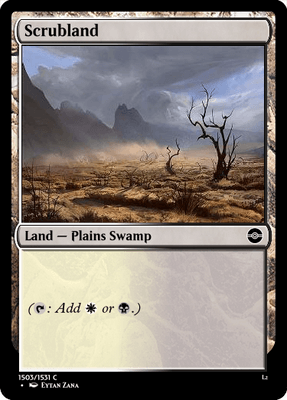 Scrubland
Land — Plains Swamp
(: Add or .)
1503/1531 C
Eytan Zana